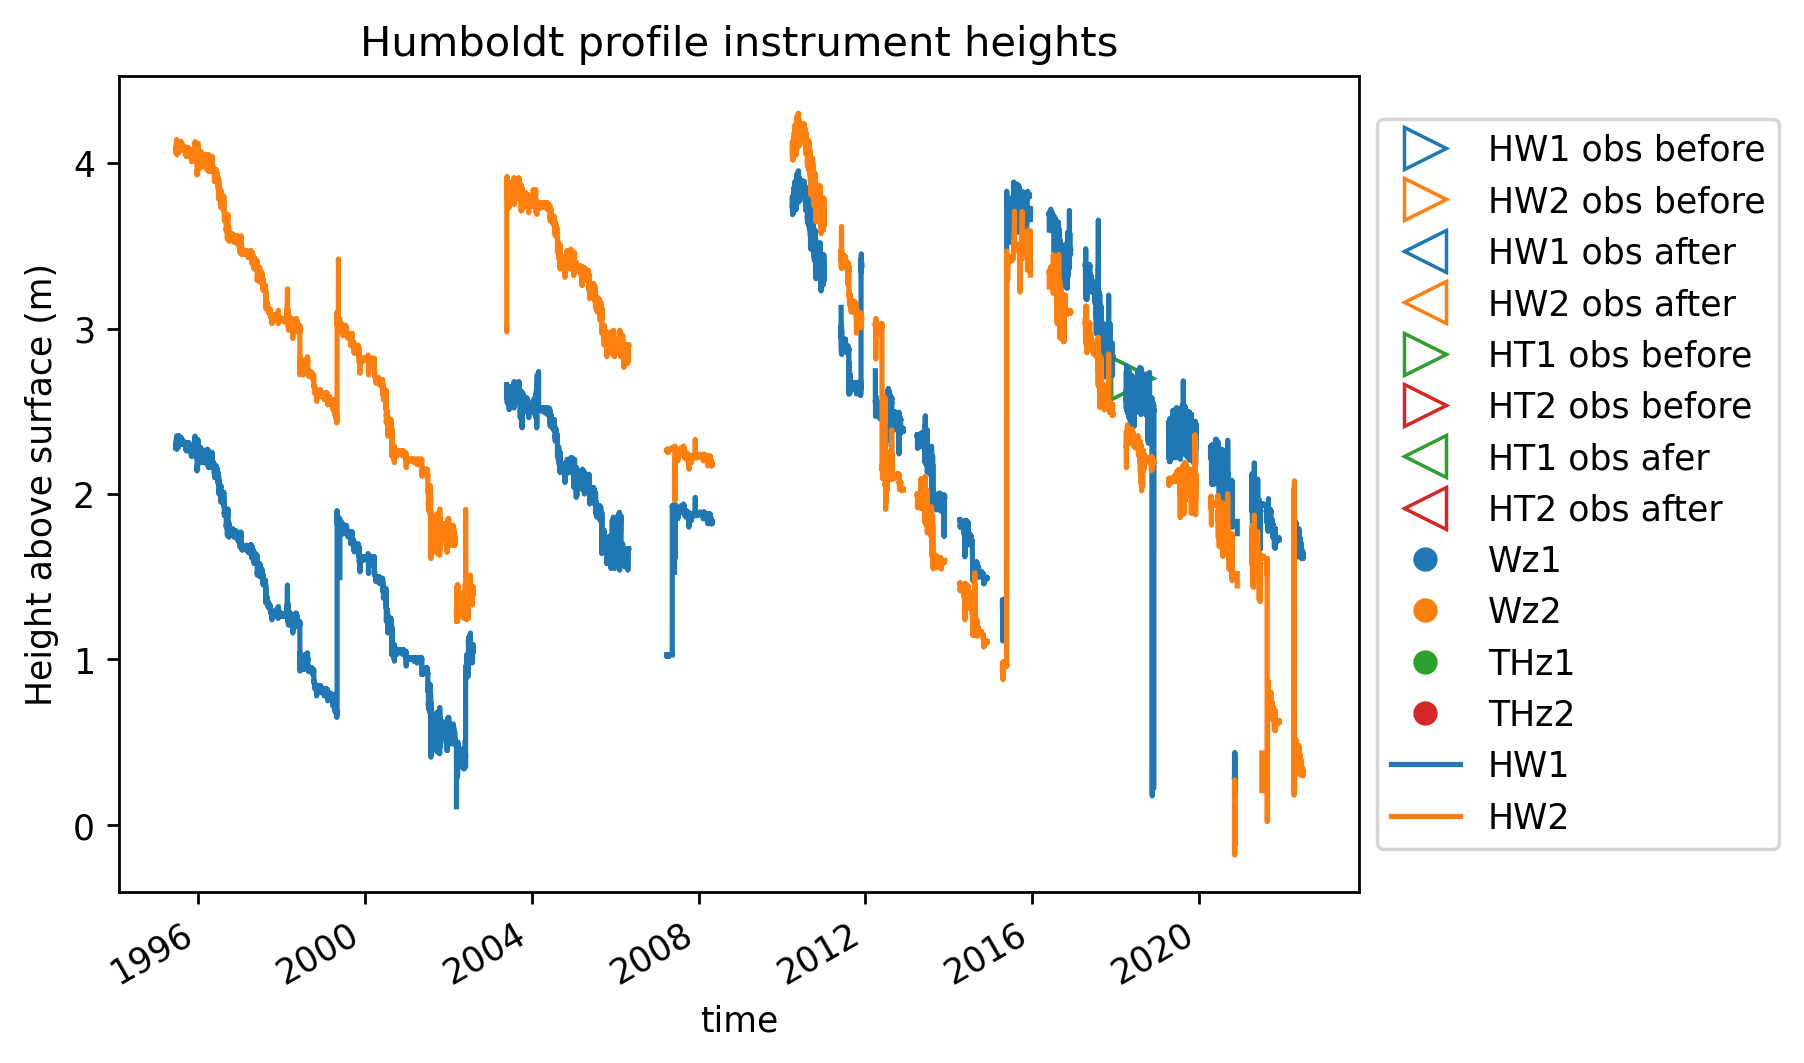 Humboldt profile instrument heights
Height above surface (m)
4
3
2
1
0
1996
2000
2004
2008
2012
2016
2020
time
HW1 obs before
HW2 obs before
HW1 obs after
HW2 obs after
HT1 obs before
HT2 obs before
HT1 obs afer
HT2 obs after
Wz1
Wz2
THz1
THz2
HW1
HW2